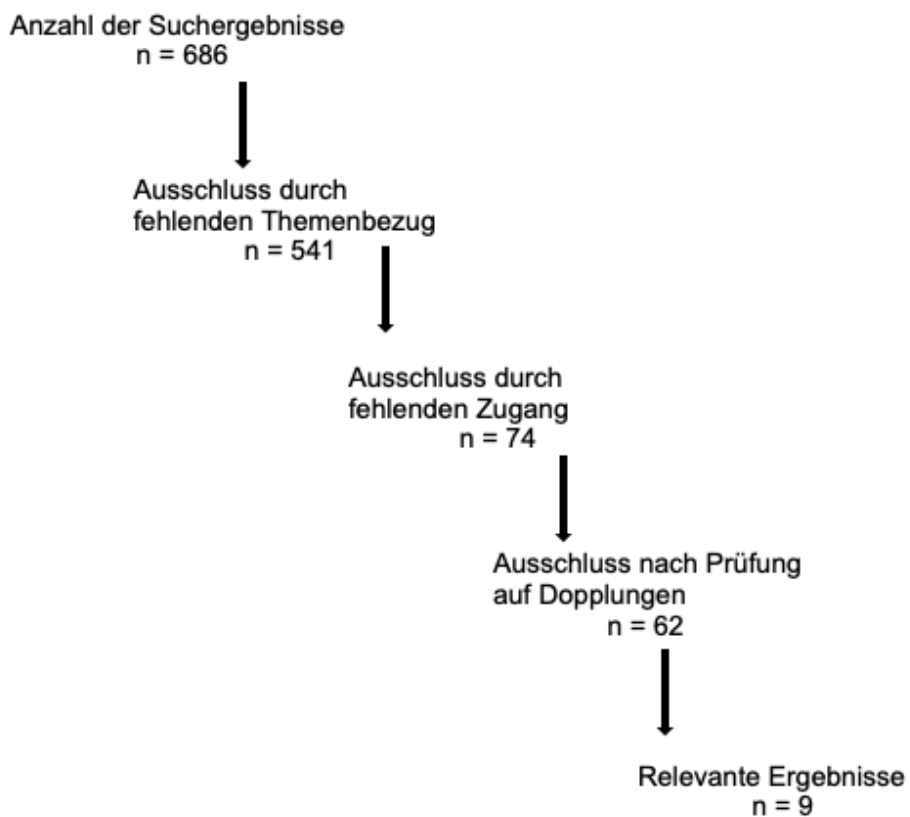 Anzahl der Suchergebnisse
n = 686
Ausschluss durch
fehlenden Themenbezug
n = 541
Ausschluss durch
fehlenden Zugang
n = 74
Ausschluss nach Prüfung
auf Dopplungen
n = 62
Relevante Ergebnisse
n = 9